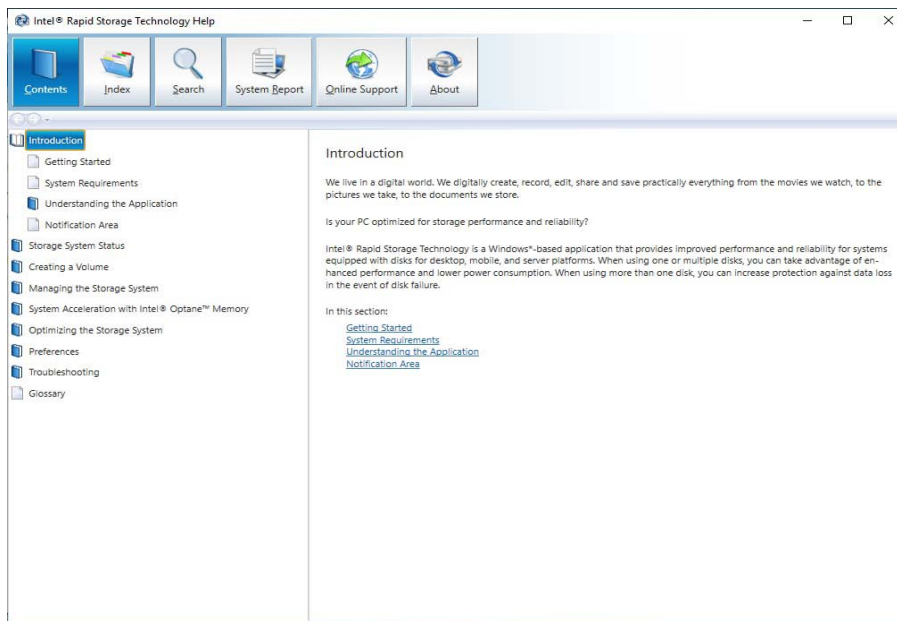 Intel® Rapid Storage Technology Help
Contents
Index
Search
System Report
Online Support
About
Introduction
Getting Started
System Requirements
Understanding the Application
Notification Area
Storage System Status
Creating a Volume
Managing the Storage System
System Acceleration with Intel® Optane™ Memory
Optimizing the Storage System
Preferences
Troubleshooting
Glossary
Introduction
We live in a digital world. We digitally create, record, edit, share and save practically everything from the movies we watch, to the
pictures we take, to the documents we store.
Is your PC optimized for storage performance and reliability?
Intel® Rapid Storage Technology is a Windows*-based application that provides improved performance and reliability for systems
equipped with disks for desktop, mobile, and server platforms. When using one or multiple disks, you can take advantage of en-
hanced performance and lower power consumption. When using more than one disk, you can increase protection against data loss
in the event of disk failure.
In this section:
Getting Started
System Requirements
Understanding the Application
Notification Area